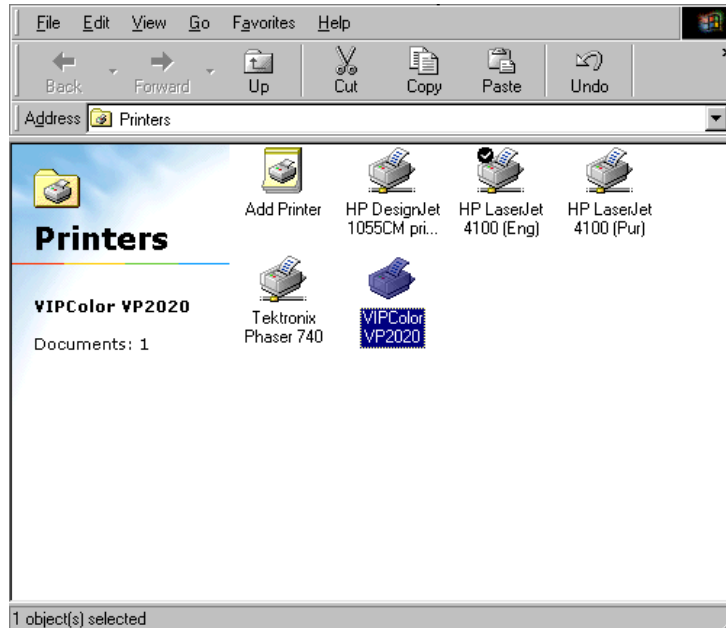 File Edit View Go Favorites Help
Back Forward Up Cut Copy Paste Undo
Address Printers
Printers
VIPColor VP2020
Documents: 1
Add Printer
HP DesignJet
1055CM pri...
HP LaserJet
4100 (Eng)
HP LaserJet
4100 (Pur)
Tektronix
Phaser 740
VIPColor
VP2020
1 object(s) selected